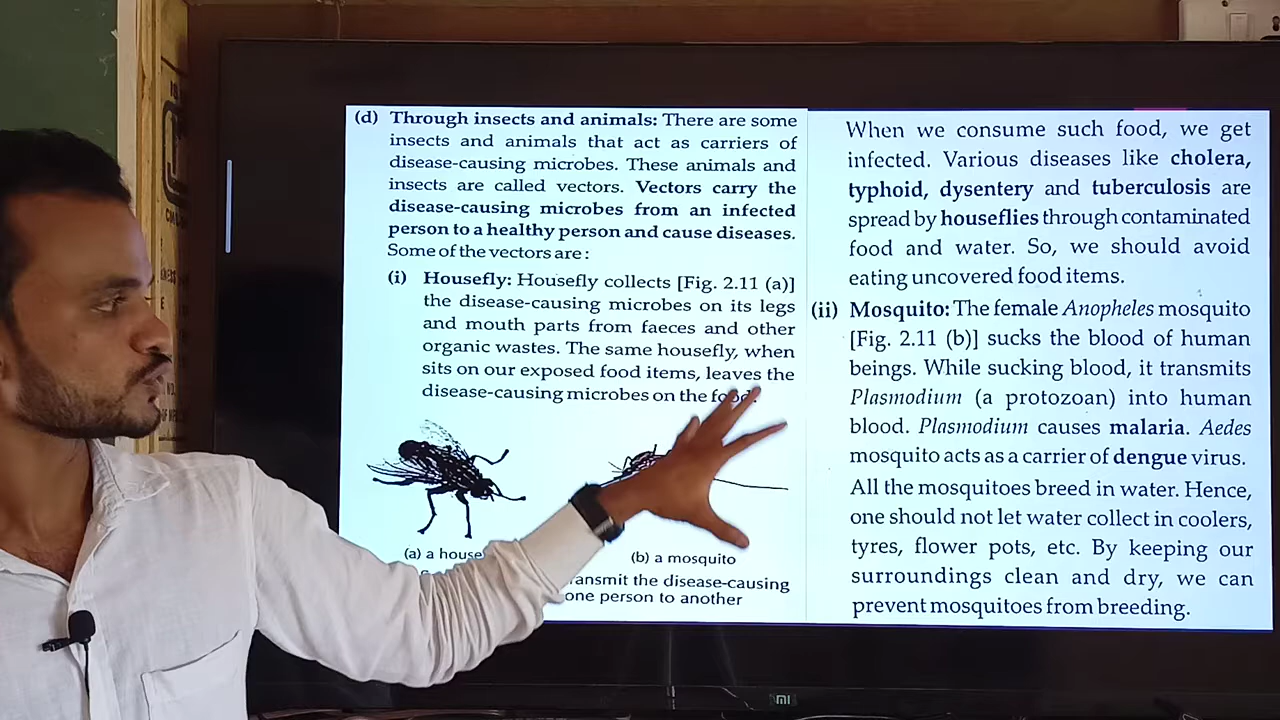 (d) Through insects and animals: There are some
insects and animals that act as carriers of
disease-causing microbes. These animals and
insects are called vectors. Vectors carry the
disease-causing microbes from an infected
person to a healthy person and cause diseases.
Some of the vectors are:
(i) Housefly: Housefly collects [Fig. 2.11 (a)]
the disease-causing microbes on its legs
and mouth parts from faeces and other
organic wastes. The same housefly, when
sits on our exposed food items, leaves the
disease-causing microbes on the food.
(a) a house
(b) a mosquito
ansmit the disease-causing
one person to another
When we consume such food, we get
infected. Various diseases like cholera,
typhoid, dysentery and tuberculosis are
spread by houseflies through contaminated
food and water. So, we should avoid
eating uncovered food items.
(ii) Mosquito: The female Anopheles mosquito
[Fig. 2.11 (b)] sucks the blood of human
beings. While sucking blood, it transmits
Plasmodium (a protozoan) into human
blood. Plasmodium causes malaria. Aedes
mosquito acts as a carrier of dengue virus.
All the mosquitoes breed in water. Hence,
one should not let water collect in coolers,
tyres, flower pots, etc. By keeping our
surroundings clean and dry, we can
prevent mosquitoes from breeding.
mi